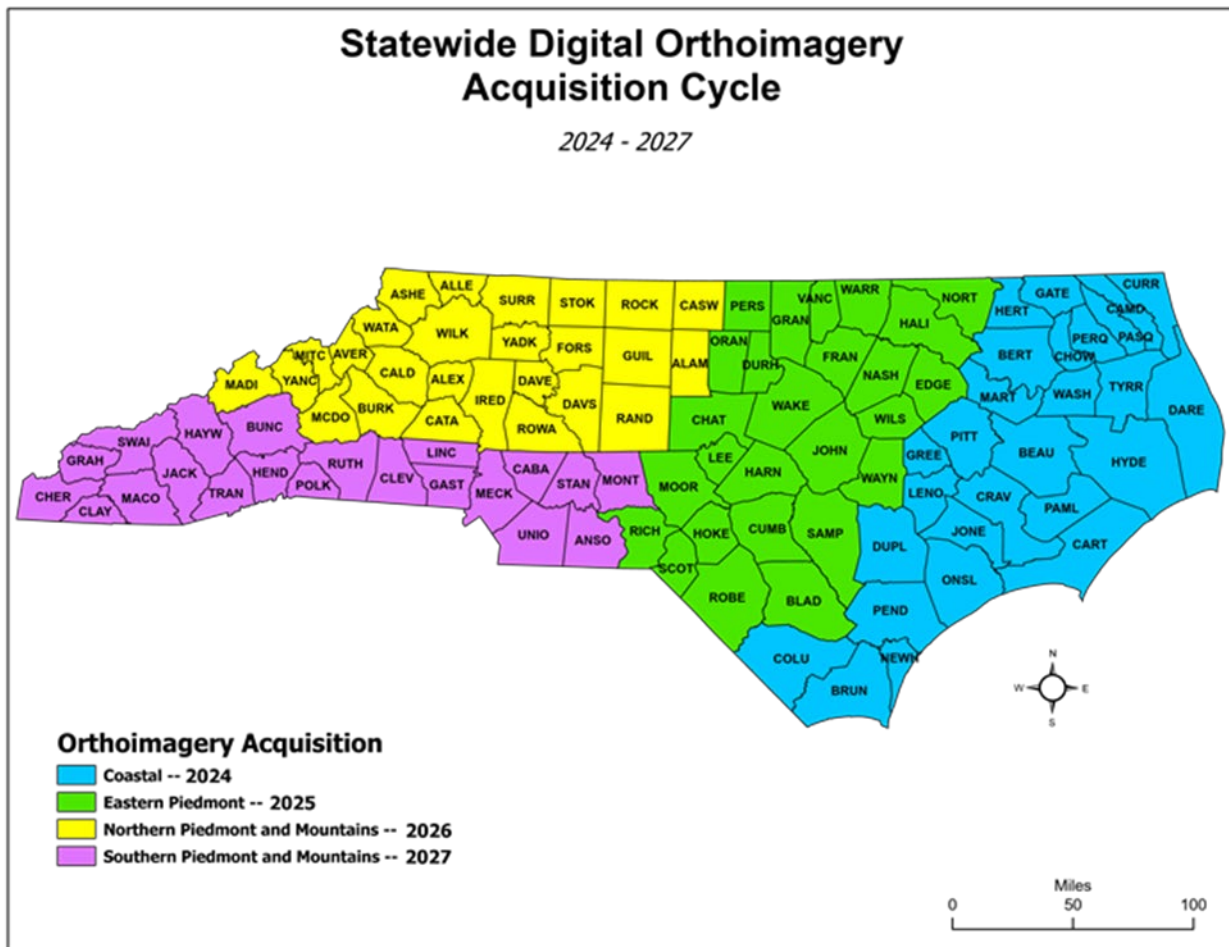 Statewide Digital Orthoimagery
Acquisition Cycle
2024 - 2027
ASHE
ALLE
SURR
STOK
ROCK
CASW
PERS
VANC
WARR
NORT
GATE
CURR
CAMD
HERT
GRAN
HALI
WATA
WILK
YADK
FORS
GUIL
ALAM
ORAN
DURH
FRAN
NASH
EDGE
BERT
PERQ
PASQ
CHOW
MITC
AVER
MADI
YANC
CALD
ALEX
IRED
DAVE
DAVS
RAND
MART
WASH
TYRR
DARE
MCDO
BURK
CATA
ROWA
CHAT
WAKE
WILS
PITT
BEAU
HYDE
SWAI
HAYW
BUNC
GRAH
JACK
HEND
RUTH
LINC
CABA
STAN
MONT
LEE
HARN
JOHN
GREE
WAYN
CHER
CLAY
MACO
TRAN
POLK
CLEV
GAST
MECK
MOOR
LENO
CRAV
PAML
UNIO
ANSO
RICH
HOKE
CUMB
SAMP
DUPL
JONE
CART
SCOT
ROBE
BLAD
ONSL
PEND
COLU
NEWH
BRUN
N
W
E
S
Orthoimagery Acquisition
Coastal -- 2024
Eastern Piedmont -- 2025
Northern Piedmont and Mountains -- 2026
Southern Piedmont and Mountains -- 2027
Miles
0 50 100